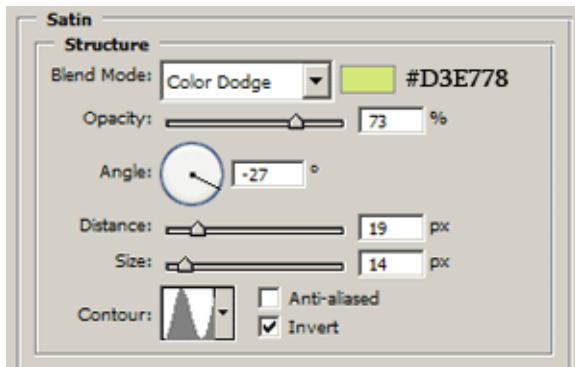 Satin
Structure
Blend Mode: Color Dodge #D3E778
Opacity: 73 %
Angle: -27 °
Distance: 19 px
Size: 14 px
Contour: Anti-aliased
Invert